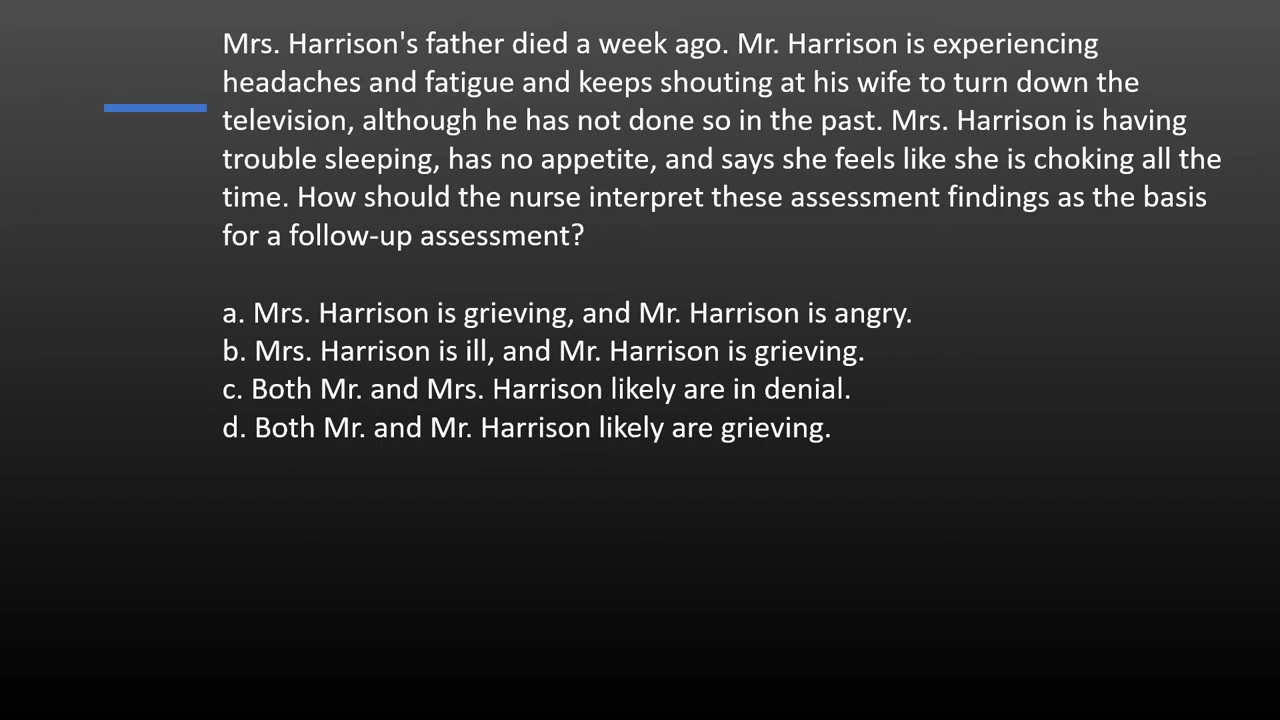 Mrs. Harrison's father died a week ago. Mr. Harrison is experiencing
headaches and fatigue and keeps shouting at his wife to turn down the
television, although he has not done so in the past. Mrs. Harrison is having
trouble sleeping, has no appetite, and says she feels like she is choking all the
time. How should the nurse interpret these assessment findings as the basis
for a follow-up assessment?
a. Mrs. Harrison is grieving, and Mr. Harrison is angry.
b. Mrs. Harrison is ill, and Mr. Harrison is grieving.
c. Both Mr. and Mrs. Harrison likely are in denial.
d. Both Mr. and Mr. Harrison likely are grieving.